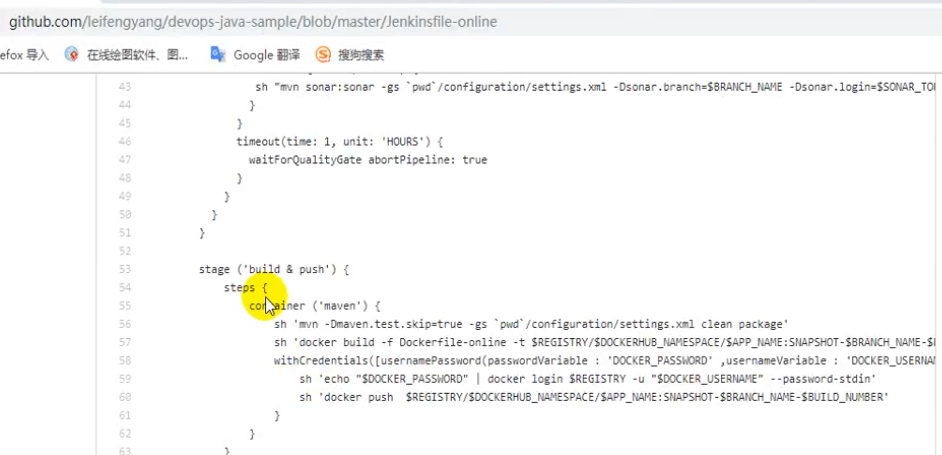 github.com/leifengyang/devops-java-sample/blob/master/Jenkinsfile-online
efox 导入 在线绘图软件、图... Google 翻译 搜狗搜索
43 sh "mvn sonar:sonar -gs `pwd`/configuration/settings.xml -Dsonar.branch=$BRANCH_NAME -Dsonar.login=$SONAR_TO
44 }
45 }
46 timeout(time: 1, unit: 'HOURS') {
47 waitForQualityGate abortPipeline: true
48 }
49 }
50 }
51 }
52
53 stage ('build & push') {
54 steps {
55 container ('maven') {
56 sh 'mvn -Dmaven.test.skip=true -gs `pwd`/configuration/settings.xml clean package'
57 sh 'docker build -f Dockerfile-online -t $REGISTRY/$DOCKERHUB_NAMESPACE/$APP_NAME:SNAPSHOT-$BRANCH_NAME-$
58 withCredentials([usernamePassword(passwordVariable : 'DOCKER_PASSWORD' ,usernameVariable : 'DOCKER_USERNA
59 sh 'echo "$DOCKER_PASSWORD" | docker login $REGISTRY -u "$DOCKER_USERNAME" --password-stdin'
60 sh 'docker push  $REGISTRY/$DOCKERHUB_NAMESPACE/$APP_NAME:SNAPSHOT-$BRANCH_NAME-$BUILD_NUMBER'
61 }
62 }
63 }